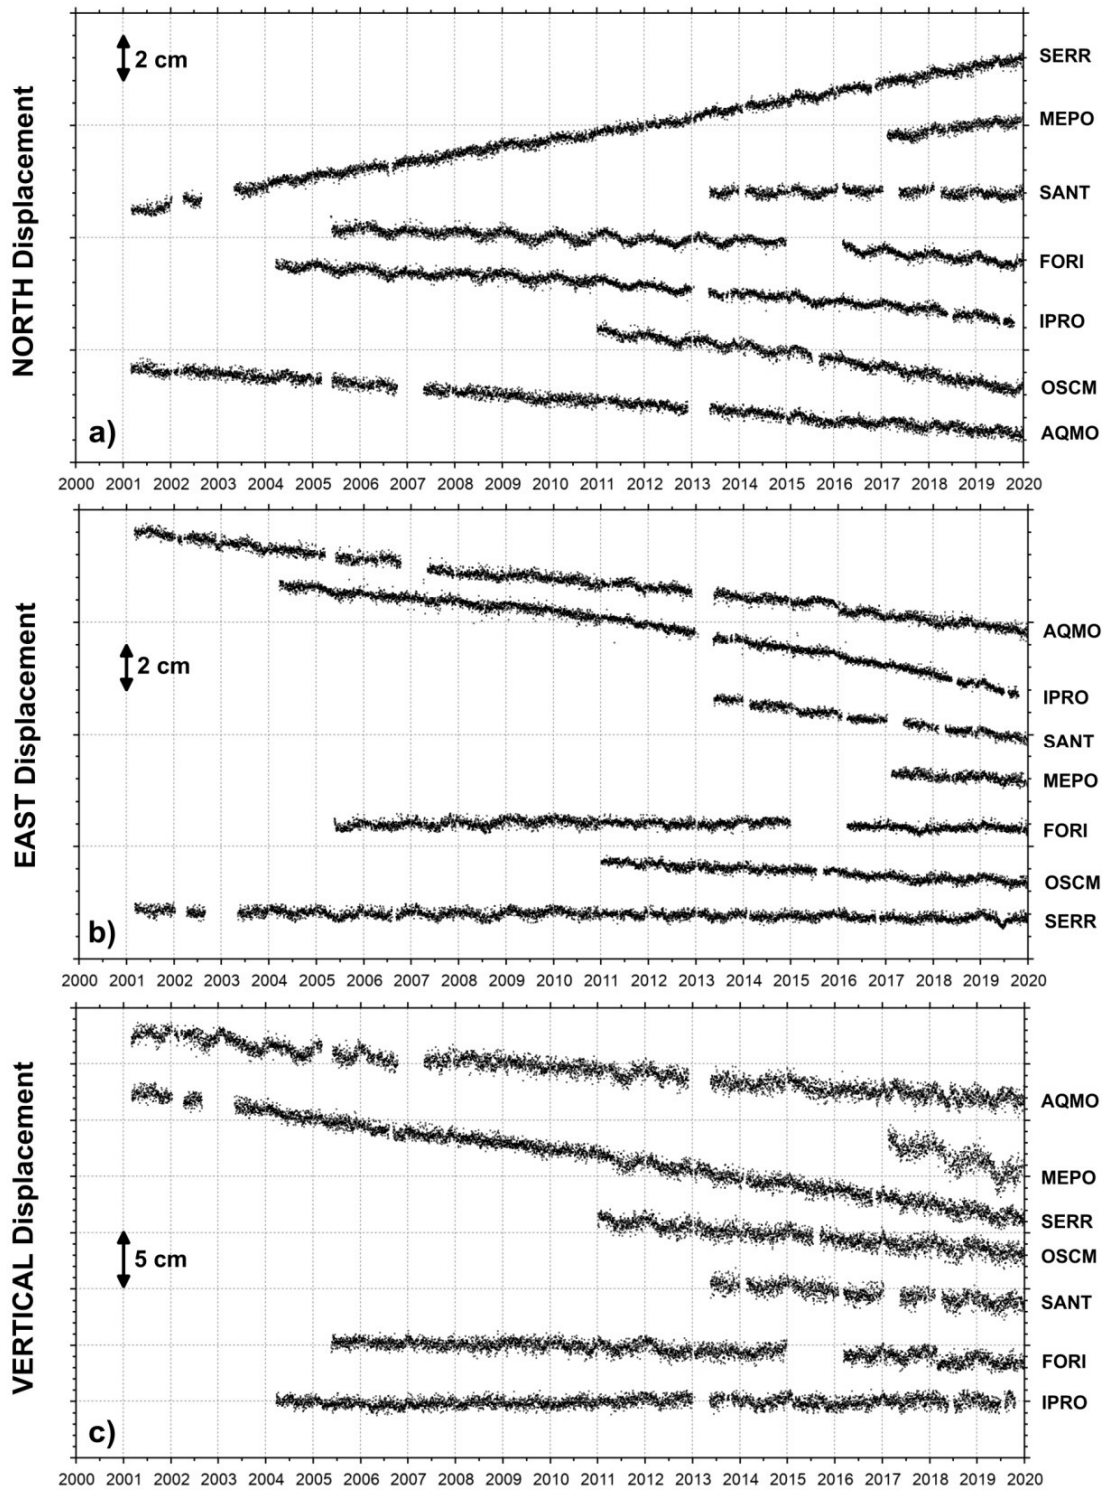 NORTH Displacement
2 cm
SERR
MEPO
SANT
FORI
IPRO
OSCM
AQMO
a)
2000 2001 2002 2003 2004 2005 2006 2007 2008 2009 2010 2011 2012 2013 2014 2015 2016 2017 2018 2019 2020
EAST Displacement
2 cm
AQMO
IPRO
SANT
MEPO
FORI
OSCM
SERR
b)
2000 2001 2002 2003 2004 2005 2006 2007 2008 2009 2010 2011 2012 2013 2014 2015 2016 2017 2018 2019 2020
VERTICAL Displacement
AQMO
MEPO
SERR
5 cm
OSCM
SANT
FORI
IPRO
c)
2000 2001 2002 2003 2004 2005 2006 2007 2008 2009 2010 2011 2012 2013 2014 2015 2016 2017 2018 2019 2020